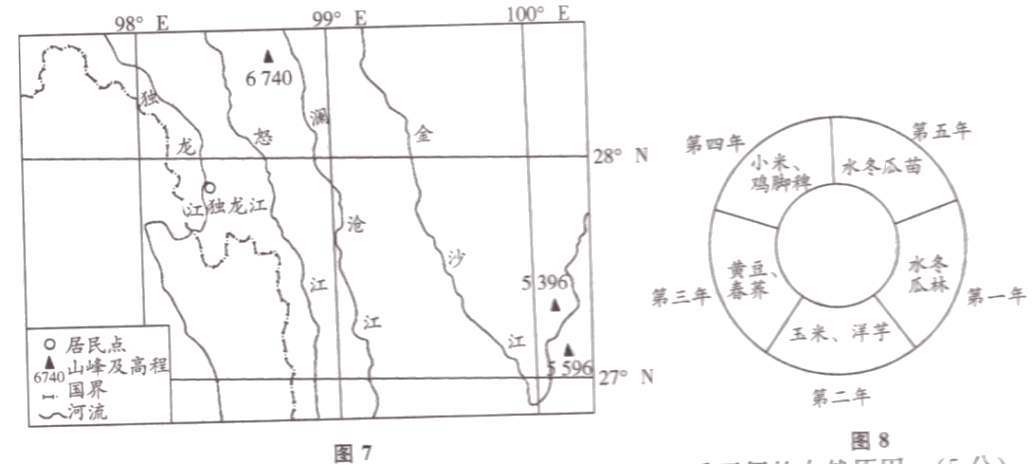 98° E
99° E
100° E
6 740
独
龙
江
怒
江
澜
沧
江
金
沙
江
28° N
独龙江
5 396
5 596
27° N
居民点
山峰及高程
6740
国界
河流
图7
第四年
第五年
小米、
鸡脚稗
水冬瓜苗
黄豆、
春荞
水冬
瓜林
第三年
第一年
玉米、洋芋
第二年
图8